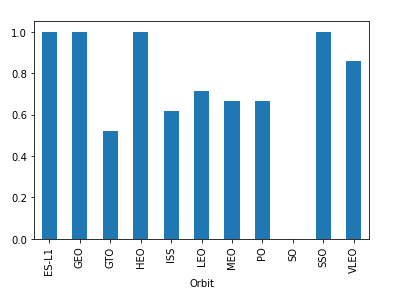 1.0
0.8
0.6
0.4
0.2
0.0
ES-L1
GEO
GTO
HEO
ISS
LEO
MEO
PO
SO
SSO
VLEO
Orbit